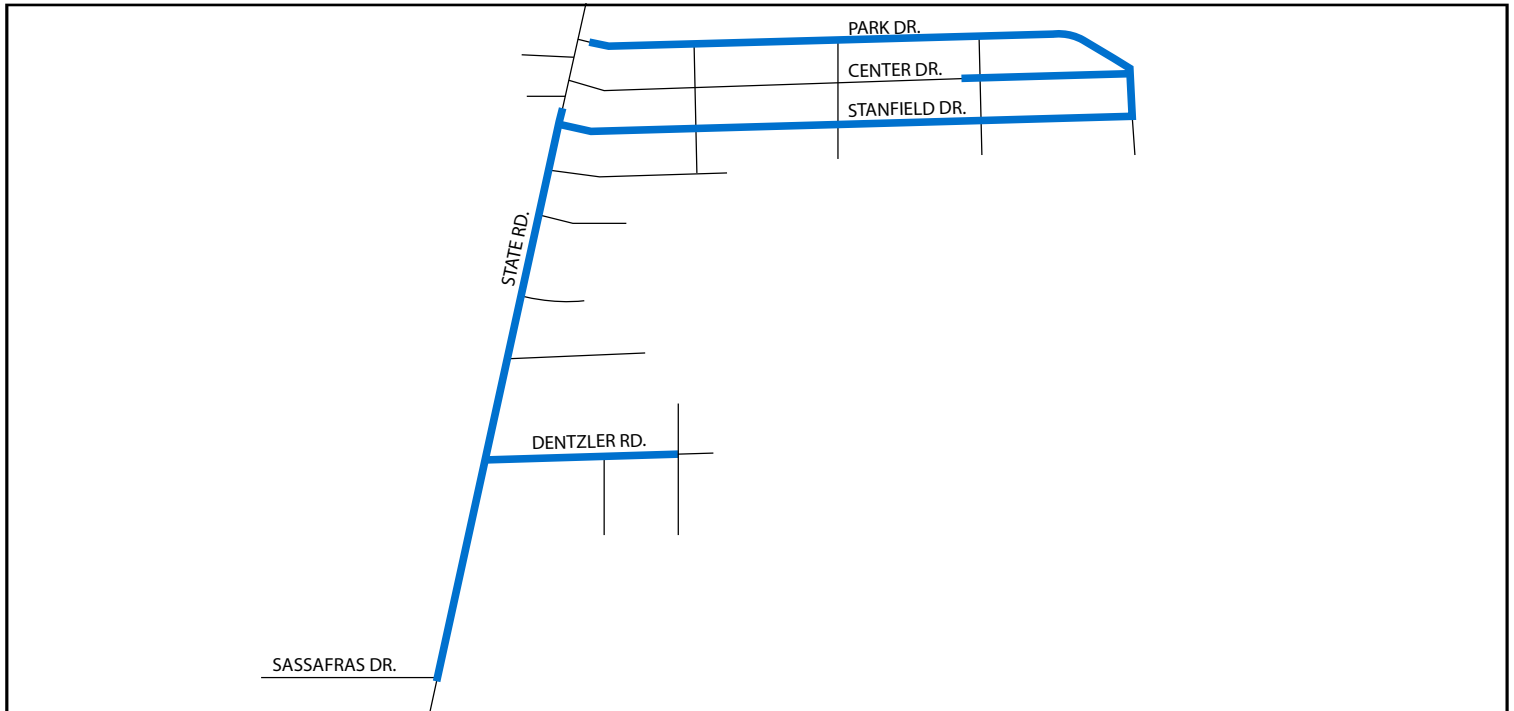 PARK DR.
CENTER DR.
STANFIELD DR.
STATE RD.
DENTZLER RD.
SASSAFRAS DR.